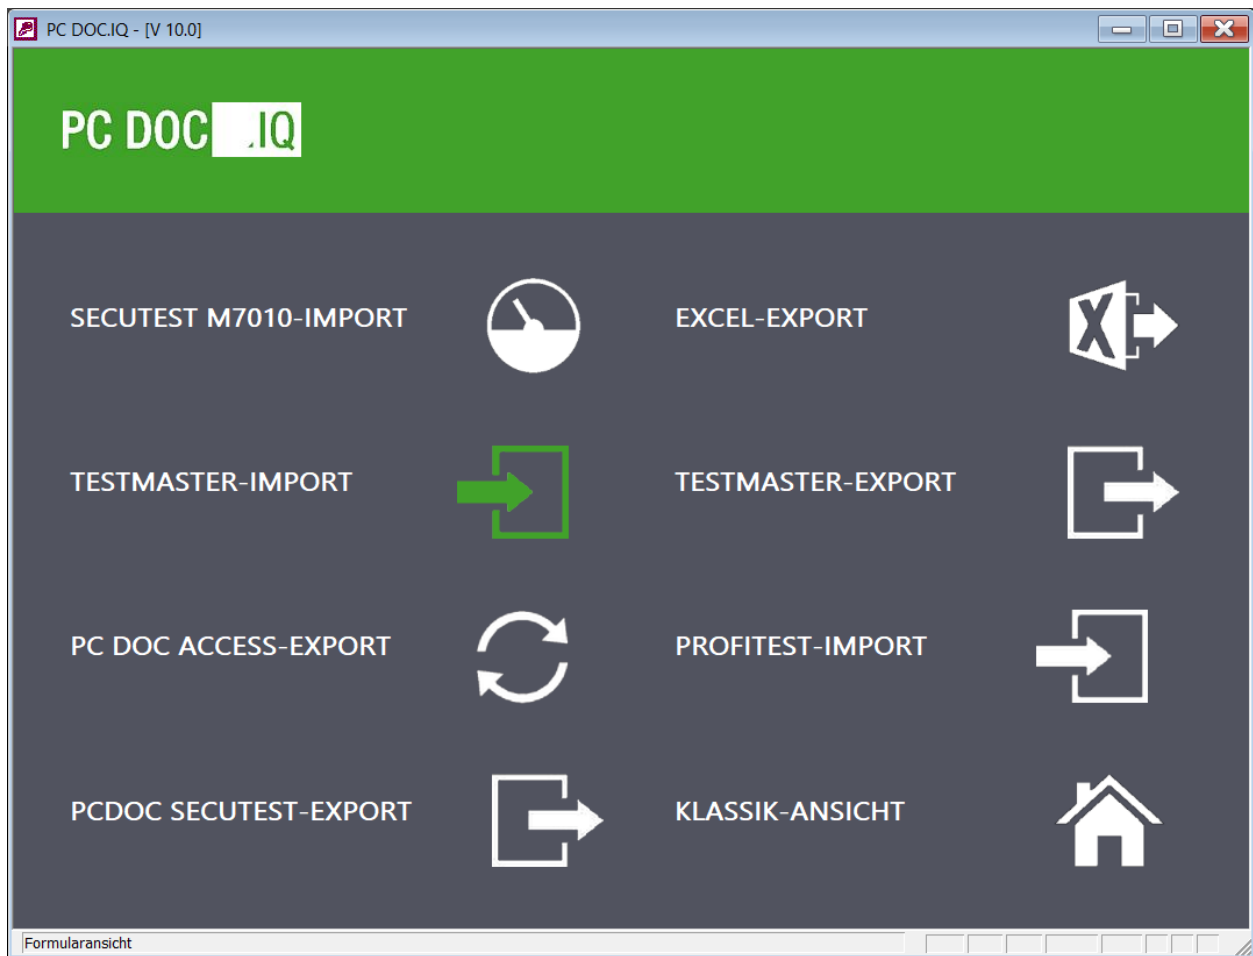 PC DOC.IQ - [V 10.0]
PC DOC .IQ
SECUTEST M7010-IMPORT
EXCEL-EXPORT
TESTMASTER-IMPORT
TESTMASTER-EXPORT
PC DOC ACCESS-EXPORT
PROFITEST-IMPORT
PCDOC SECUTEST-EXPORT
KLASSIK-ANSICHT
Formularansicht